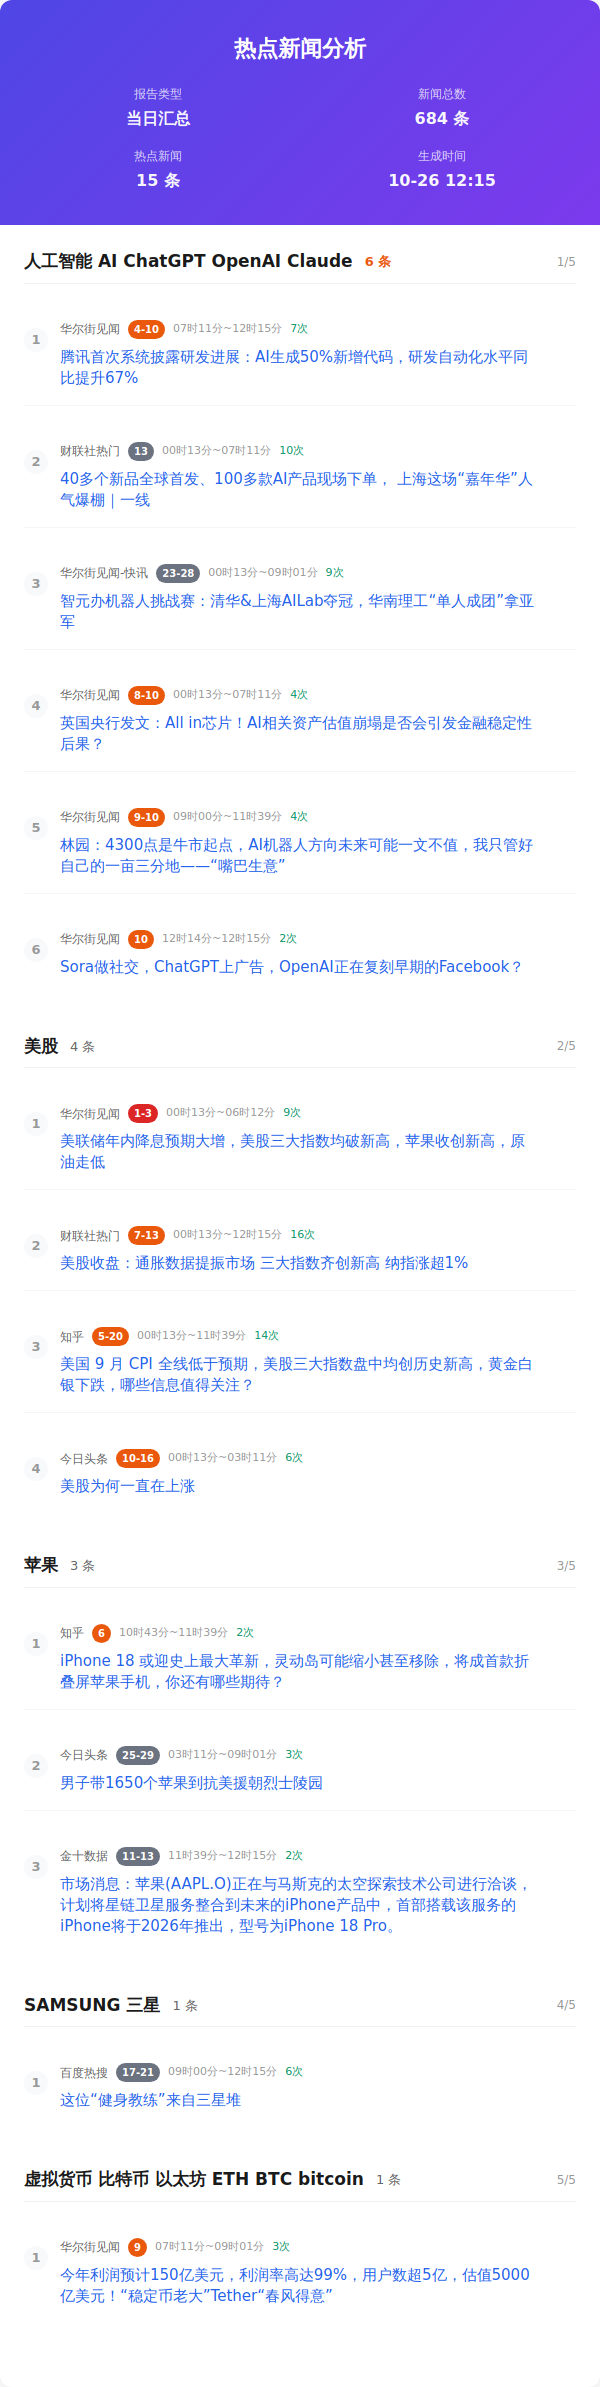 热点新闻分析
报告类型
新闻总数
当日汇总
684 条
热点新闻
生成时间
15 条
10-26 12:15
人工智能 AI ChatGPT OpenAI Claude 6 条 1/5
1
华尔街见闻 4-10 07时11分~12时15分 7次
腾讯首次系统披露研发进展：AI生成50%新增代码，研发自动化水平同
比提升67%
2
财联社热门 13 00时13分~07时11分 10次
40多个新品全球首发、100多款AI产品现场下单， 上海这场“嘉年华”人
气爆棚｜一线
3
华尔街见闻-快讯 23-28 00时13分~09时01分 9次
智元办机器人挑战赛：清华&上海AILab夺冠，华南理工“单人成团”拿亚
军
4
华尔街见闻 8-10 00时13分~07时11分 4次
英国央行发文：All in芯片！AI相关资产估值崩塌是否会引发金融稳定性
后果？
5
华尔街见闻 9-10 09时00分~11时39分 4次
林园：4300点是牛市起点，AI机器人方向未来可能一文不值，我只管好
自己的一亩三分地——“嘴巴生意”
6
华尔街见闻 10 12时14分~12时15分 2次
Sora做社交，ChatGPT上广告，OpenAI正在复刻早期的Facebook？
美股 4 条 2/5
1
华尔街见闻 1-3 00时13分~06时12分 9次
美联储年内降息预期大增，美股三大指数均破新高，苹果收创新高，原
油走低
2
财联社热门 7-13 00时13分~12时15分 16次
美股收盘：通胀数据提振市场 三大指数齐创新高 纳指涨超1%
3
知乎 5-20 00时13分~11时39分 14次
美国 9 月 CPI 全线低于预期，美股三大指数盘中均创历史新高，黄金白
银下跌，哪些信息值得关注？
4
今日头条 10-16 00时13分~03时11分 6次
美股为何一直在上涨
苹果 3 条 3/5
1
知乎 6 10时43分~11时39分 2次
iPhone 18 或迎史上最大革新，灵动岛可能缩小甚至移除，将成首款折
叠屏苹果手机，你还有哪些期待？
2
今日头条 25-29 03时11分~09时01分 3次
男子带1650个苹果到抗美援朝烈士陵园
3
金十数据 11-13 11时39分~12时15分 2次
市场消息：苹果(AAPL.O)正在与马斯克的太空探索技术公司进行洽谈，
计划将星链卫星服务整合到未来的iPhone产品中，首部搭载该服务的
iPhone将于2026年推出，型号为iPhone 18 Pro。
SAMSUNG 三星 1 条 4/5
1
百度热搜 17-21 09时00分~12时15分 6次
这位“健身教练”来自三星堆
虚拟货币 比特币 以太坊 ETH BTC bitcoin 1 条 5/5
1
华尔街见闻 9 07时11分~09时01分 3次
今年利润预计150亿美元，利润率高达99%，用户数超5亿，估值5000
亿美元！“稳定币老大”Tether“春风得意”